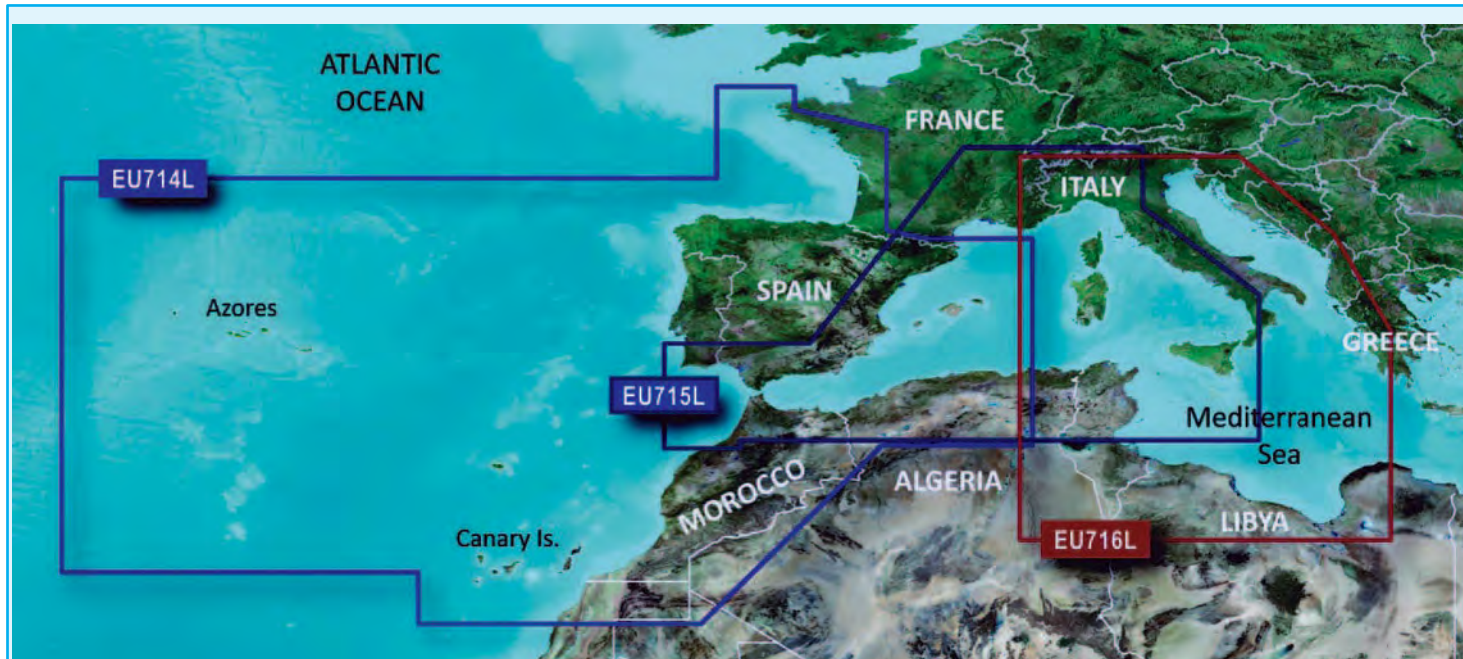 ATLANTIC
OCEAN
FRANCE
EU714L
ITALY
SPAIN
Azores
GREECE
EU715L
Mediterranean
Sea
MOROCCO
ALGERIA
LIBYA
Canary Is.
EU716L